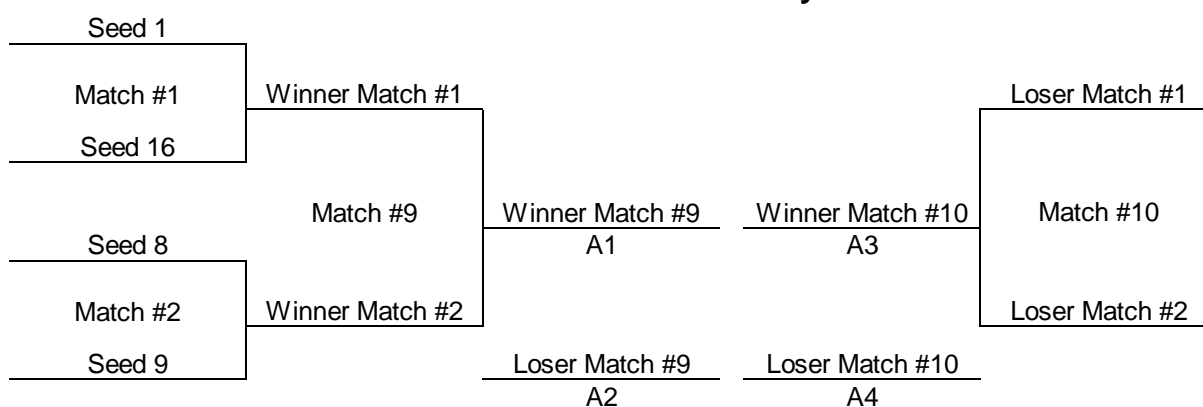 Seed 1
Match #1
Winner Match #1
Loser Match #1
Seed 16
Match #9
Winner Match #9
Winner Match #10
Match #10
Seed 8
A1
A3
Match #2
Winner Match #2
Loser Match #2
Seed 9
Loser Match #9
Loser Match #10
A2
A4